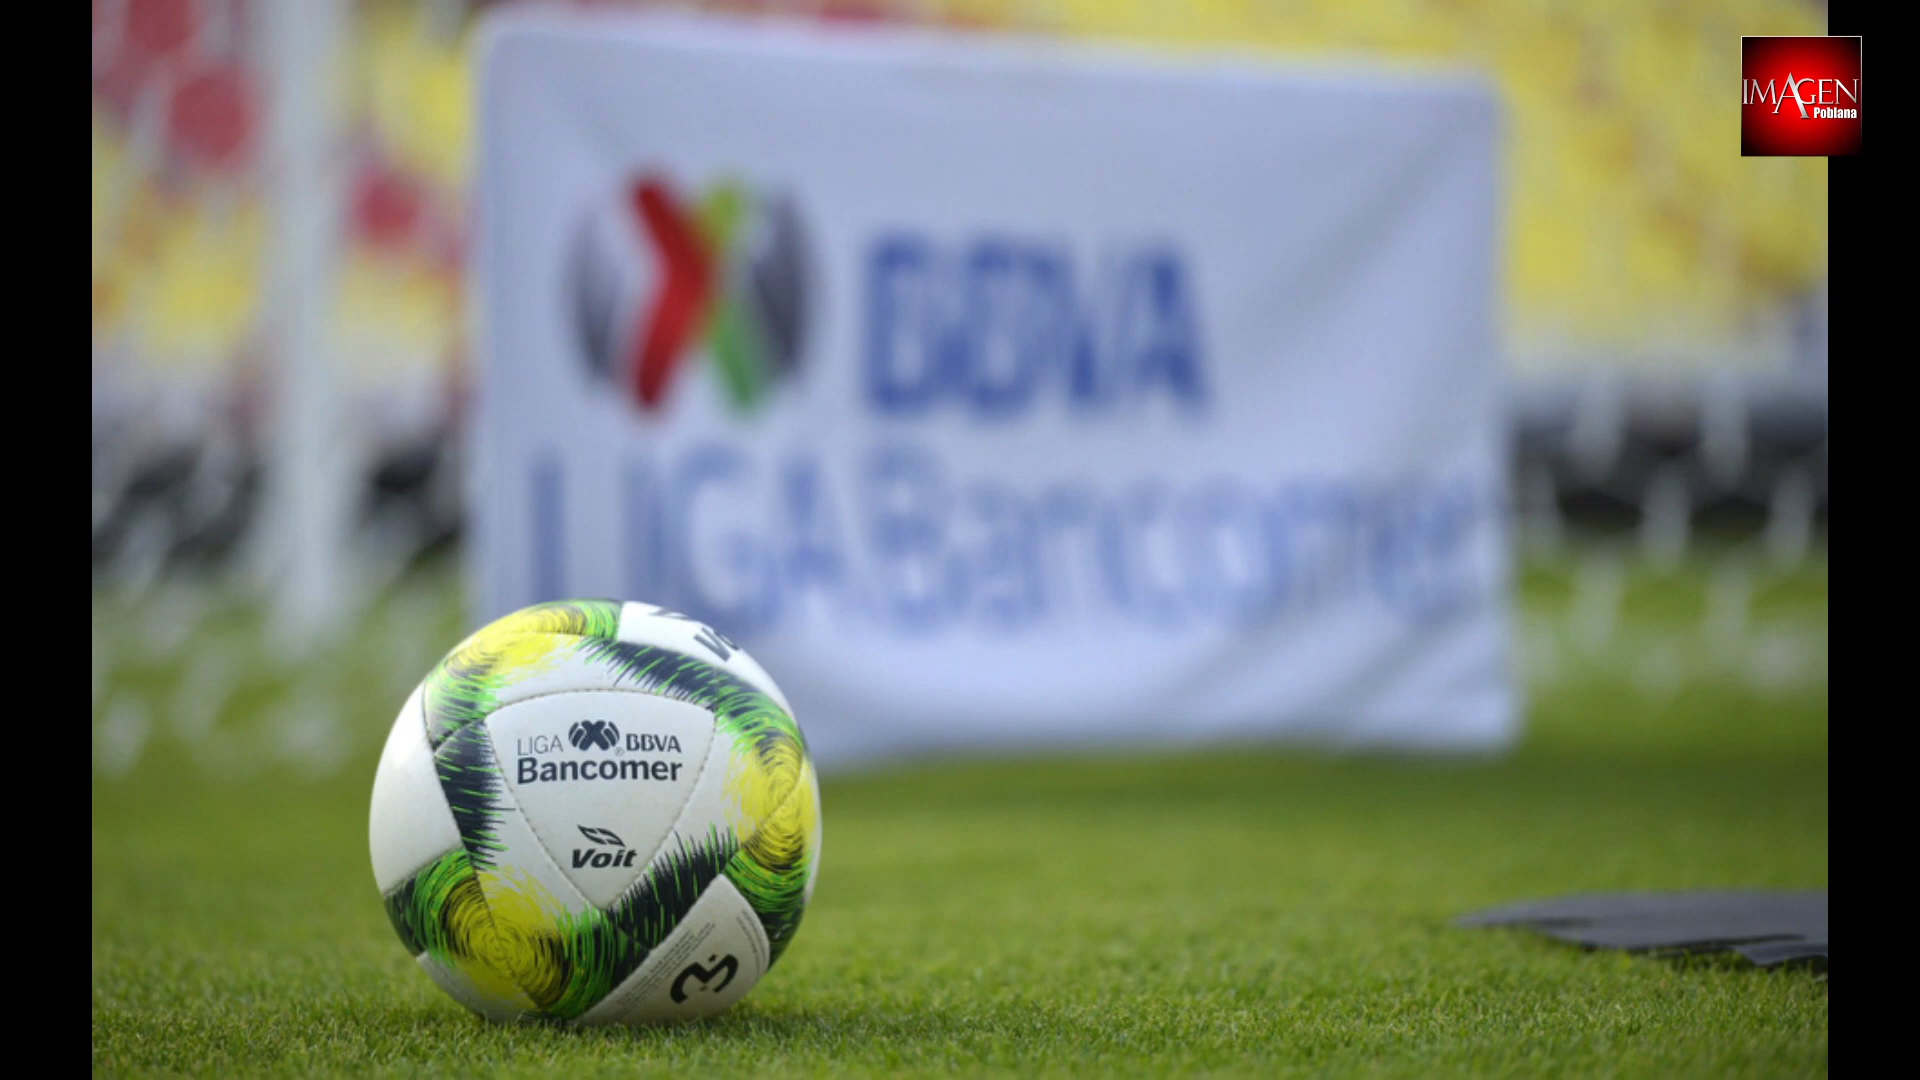 IMAGEN
Poblana
BBVA
LIGA Bancomer
LIGA BBVA
Bancomer
Voit